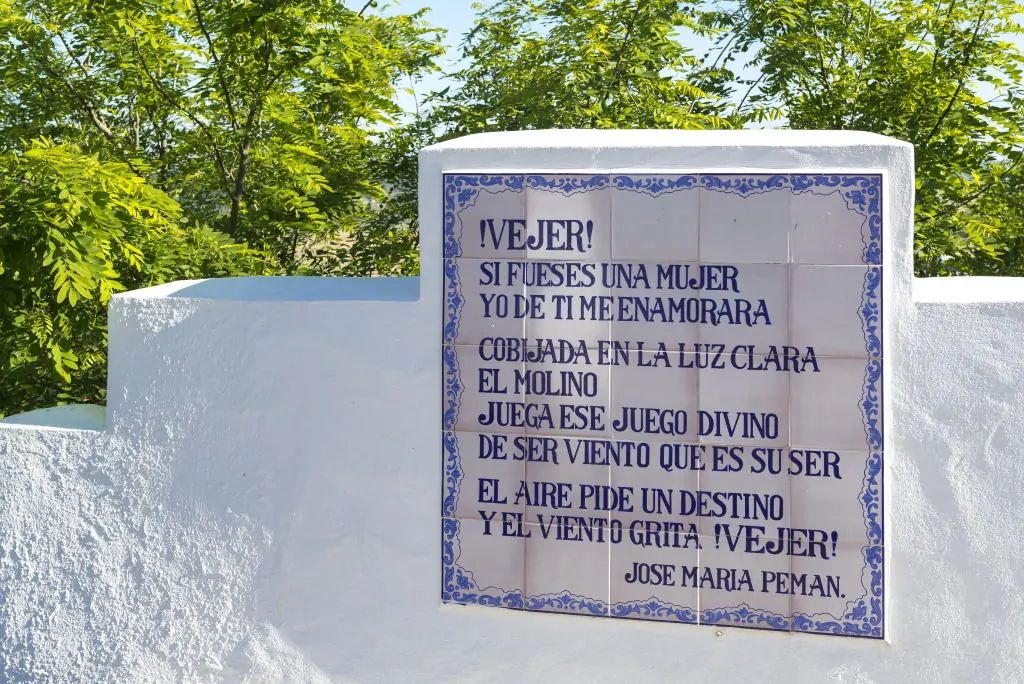 !VEJER!
SI FUESES UNA MUJER
YO DE TI ME ENAMORARA
COBIJADA EN LA LUZ CLARA
EL MOLINO
JUEGA ESE JUEGO DIVINO
DE SER VIENTO QUE ES SU SER
EL AIRE PIDE UN DESTINO
Y EL VIENTO GRITA !VEJER!
JOSE MARIA PEMAN.